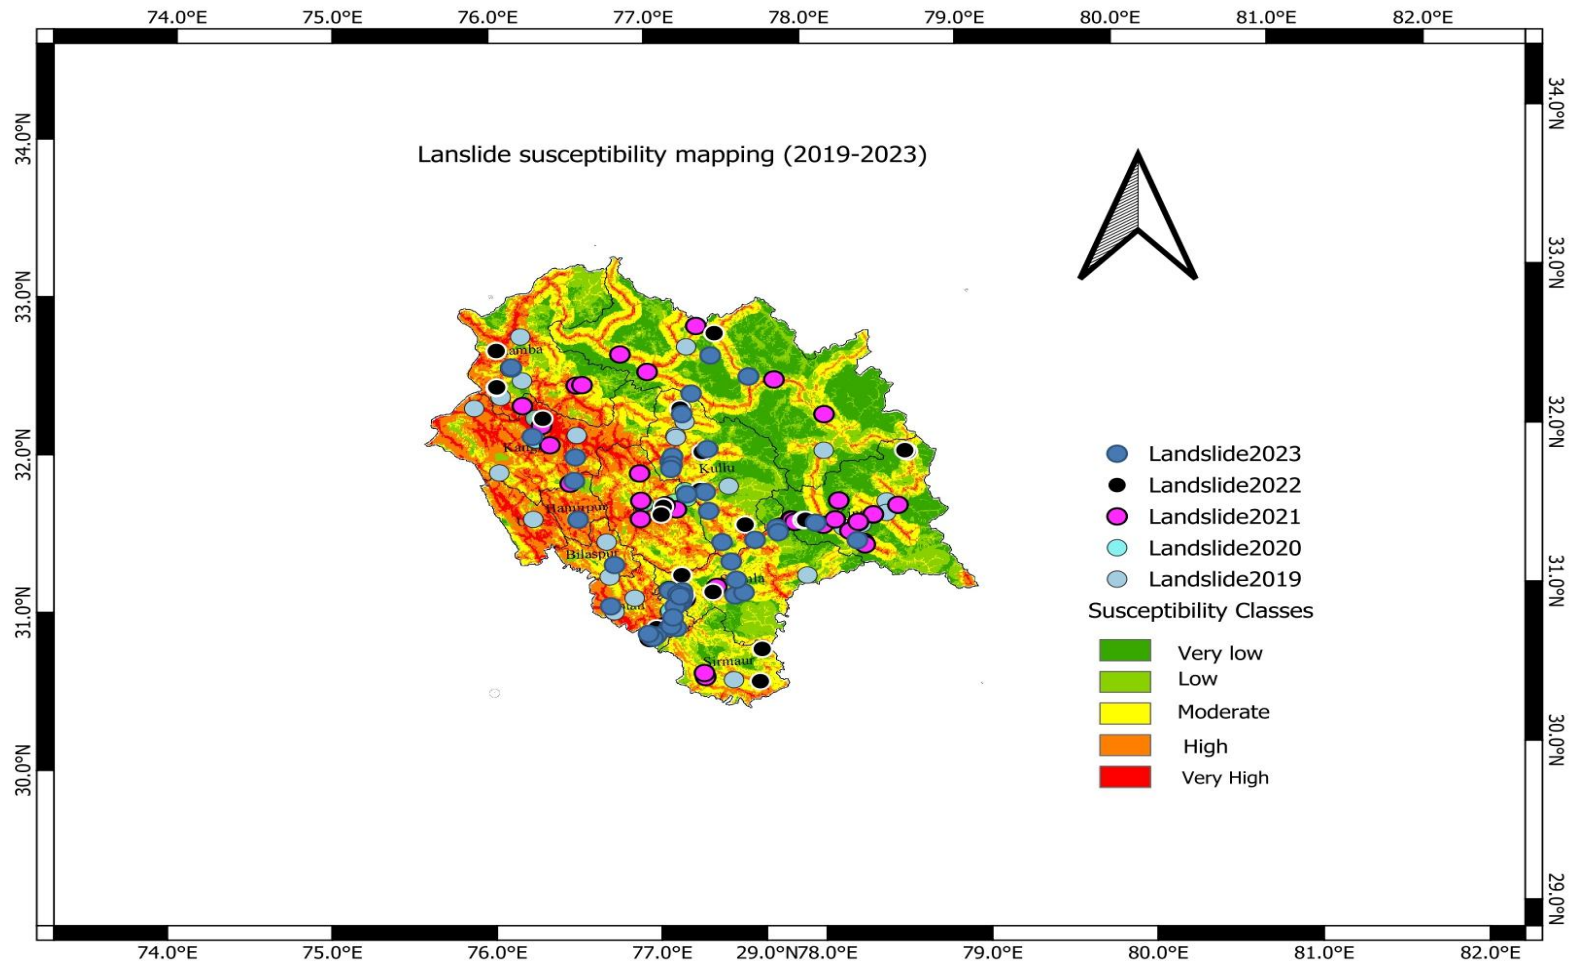 74.0°E 75.0°E 76.0°E 77.0°E 78.0°E 79.0°E 80.0°E 81.0°E 82.0°E
34.0°N
33.0°N
32.0°N
31.0°N
30.0°N
Lanslide susceptibility mapping (2019-2023)
Kullu
Bilaspur
Sirmaur
Landslide2023
Landslide2022
Landslide2021
Landslide2020
Landslide2019
Susceptibility Classes
Very low
Low
Moderate
High
Very High
34.0°N
33.0°N
32.0°N
31.0°N
30.0°N
29.0°N
74.0°E 75.0°E 76.0°E 77.0°E 29.0°N 78.0°E 79.0°E 80.0°E 81.0°E 82.0°E